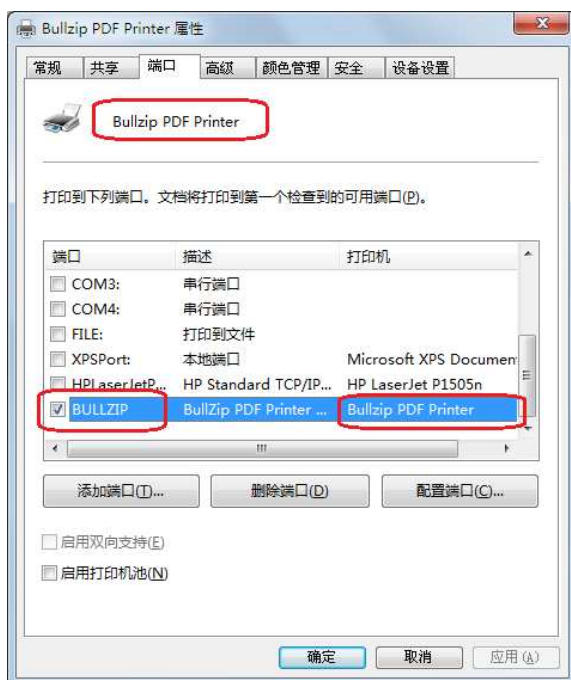 Bullzip PDF Printer 属性
常规 共享 端口 高级 颜色管理 安全 设备设置
Bullzip PDF Printer
打印到下列端口。文档将打印到第一个检查到的可用端口(P)。
端口 描述 打印机
COM3: 串行端口
COM4: 串行端口
FILE: 打印到文件
XPSPort: 本地端口 Microsoft XPS Documen
HPLaserJetP... HP Standard TCP/IP... HP LaserJet P1505n
BULLZIP BullZip PDF Printer ... Bullzip PDF Printer
添加端口(T)... 删除端口(D) 配置端口(C)...
启用双向支持(E)
启用打印机池(N)
确定 取消 应用(A)